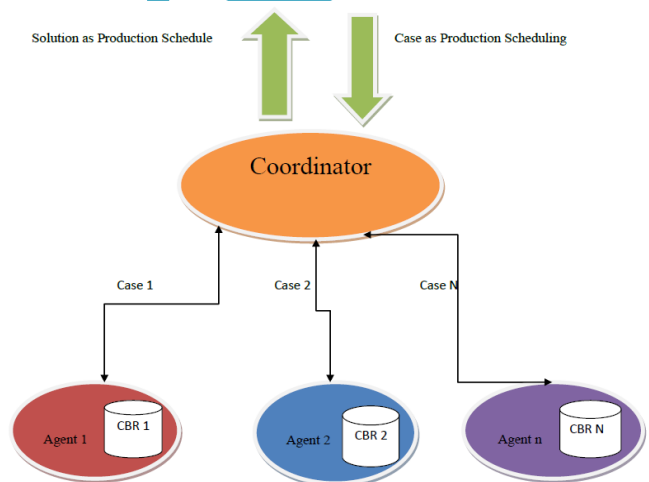 Solution as Production Schedule
Case as Production Scheduling
Coordinator
Case 1
Case 2
Case N
Agent 1
CBR 1
Agent 2
CBR 2
Agent n
CBR N